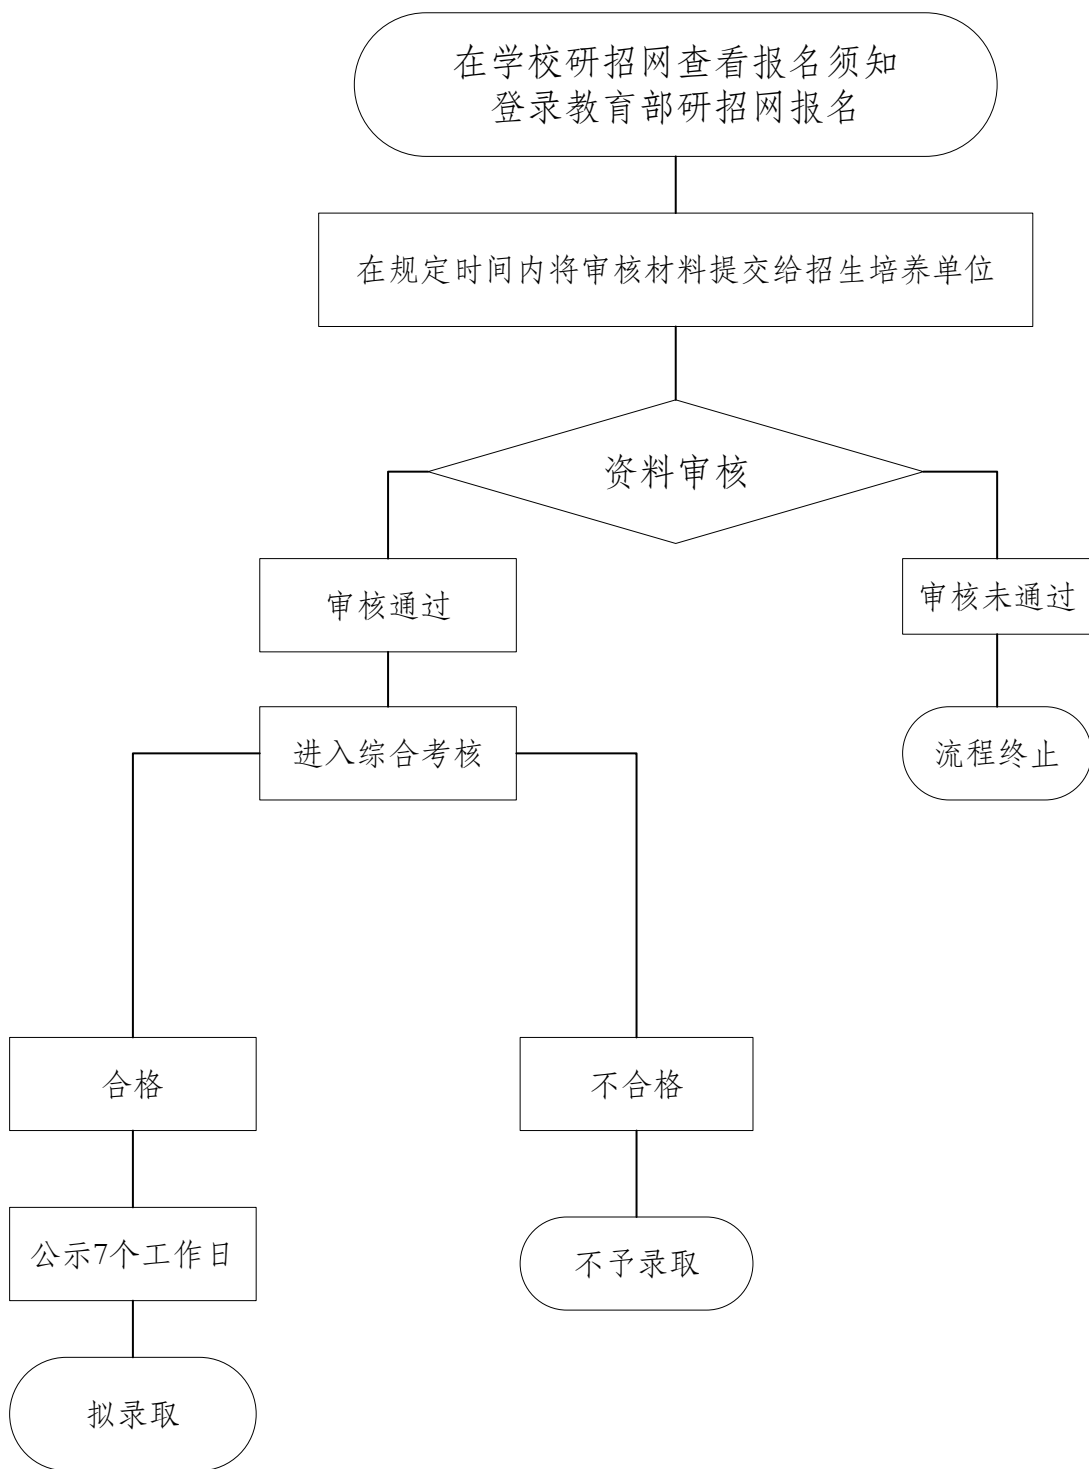 在学校研招网查看报名须知
登录教育部研招网报名
在规定时间内将审核材料提交给招生培养单位
资料审核
审核通过
审核未通过
进入综合考核
流程终止
合格
不合格
公示7个工作日
不予录取
拟录取